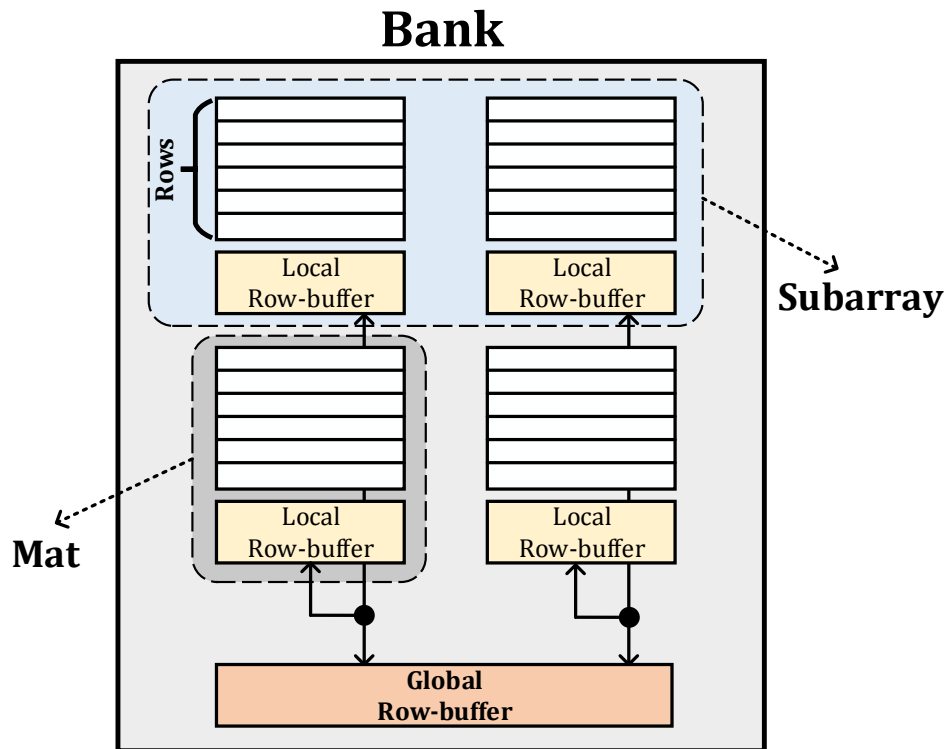 Bank
Rows
Local
Row-buffer
Local
Row-buffer
Subarray
Local
Row-buffer
Local
Row-buffer
Mat
Global
Row-buffer